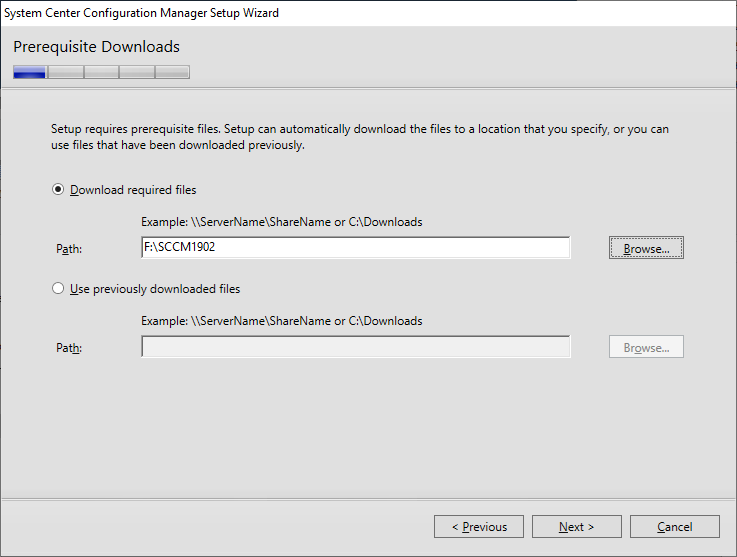 System Center Configuration Manager Setup Wizard
Prerequisite Downloads
Setup requires prerequisite files. Setup can automatically download the files to a location that you specify, or you can
use files that have been downloaded previously.
Download required files
Example: \\ServerName\ShareName or C:\Downloads
Path: F:\SCCM1902 Browse...
Use previously downloaded files
Example: \\ServerName\ShareName or C:\Downloads
Path: Browse...
< Previous Next > Cancel